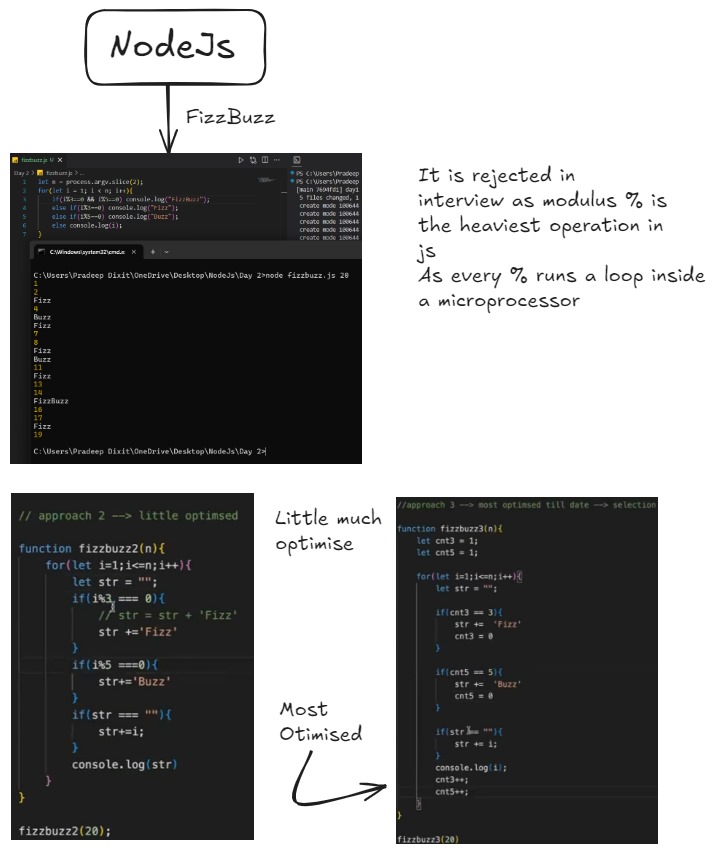 NodeJs
FizzBuzz
fizzbuzz.js U X
Day 2 > fizzbuzz.js > ...
1 let n = process.argv.slice(2);
2 for(let i = 1; i < n; i++){
3 if(i%3==0 && i%5==0) console.log("FizzBuzz");
4 else if(i%3==0) console.log("Fizz");
5 else if(i%5==0) console.log("Buzz");
6 else console.log(i);
7 }
PS C:\Users\Pradeep
PS C:\Users\Pradeep
[main 7694fd1] day1
5 files changed, 1
create mode 100644
create mode 100644
create mode 100644
create mode 100644
C:\Windows\system32\cmd.e X + v
C:\Users\Pradeep Dixit\OneDrive\Desktop\NodeJs\Day 2>node fizzbuzz.js 20
1
2
Fizz
4
Buzz
Fizz
7
8
Fizz
Buzz
11
Fizz
13
14
FizzBuzz
16
17
Fizz
19
C:\Users\Pradeep Dixit\OneDrive\Desktop\NodeJs\Day 2>
It is rejected in
interview as modulus % is
the heaviest operation in
js
As every % runs a loop inside
a microprocessor
// approach 2 --> little optimsed
function fizzbuzz2(n){
for(let i=1;i<=n;i++){
let str = "";
if(i%3 === 0){
// str = str + 'Fizz'
str +='Fizz'
}
if(i%5 ===0){
str+='Buzz'
}
if(str === ""){
str+=i;
}
console.log(str)
}
}
fizzbuzz2(20);
Little much
optimise
Most
Otimised
//approach 3 --> most optimsed till date --> selection
function fizzbuzz3(n){
let cnt3 = 1;
let cnt5 = 1;
for(let i=1;i<=n;i++){
let str = "";
if(cnt3 == 3){
str += 'Fizz'
cnt3 = 0
}
if(cnt5 == 5){
str += 'Buzz'
cnt5 = 0
}
if(str == ""){
str += i;
}
console.log(i);
cnt3++;
cnt5++;
}
}
fizzbuzz3(20)